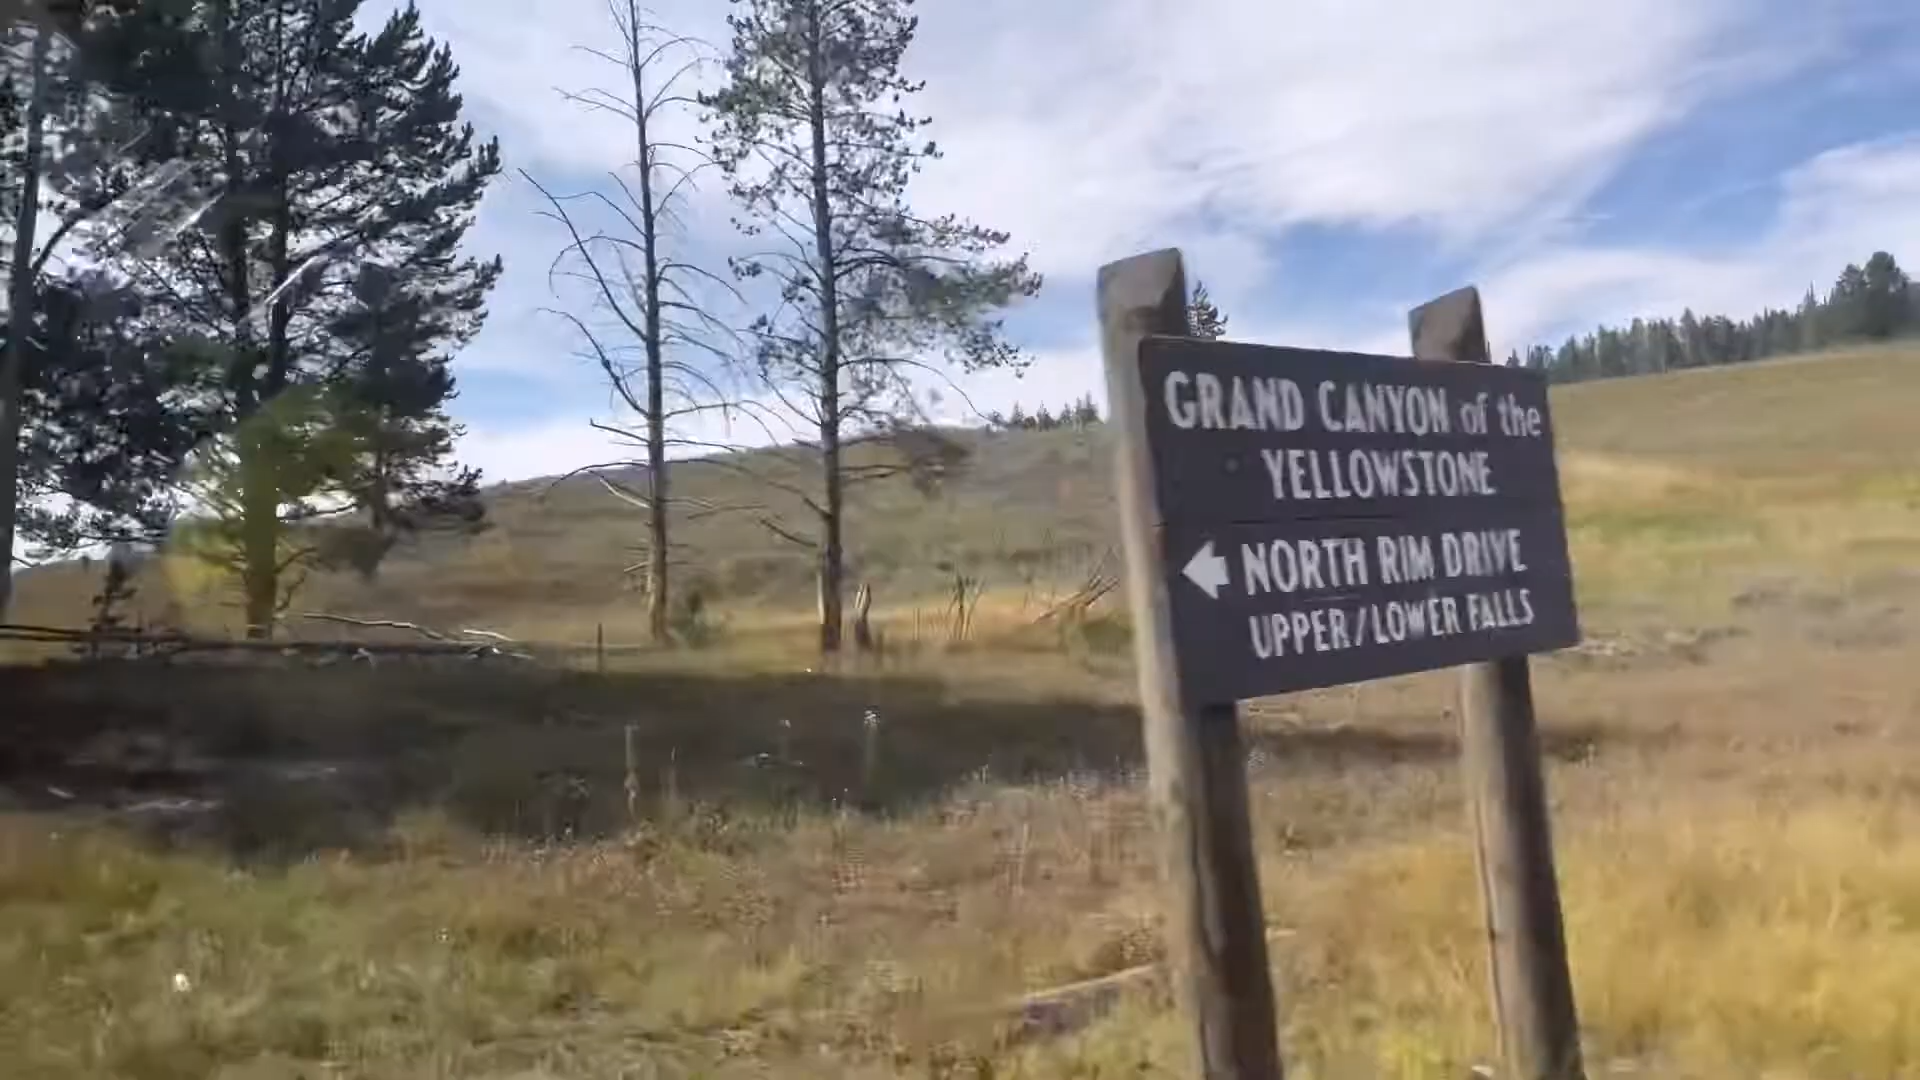 GRAND CANYON of the
YELLOWSTONE
NORTH RIM DRIVE
UPPER/LOWER FALLS